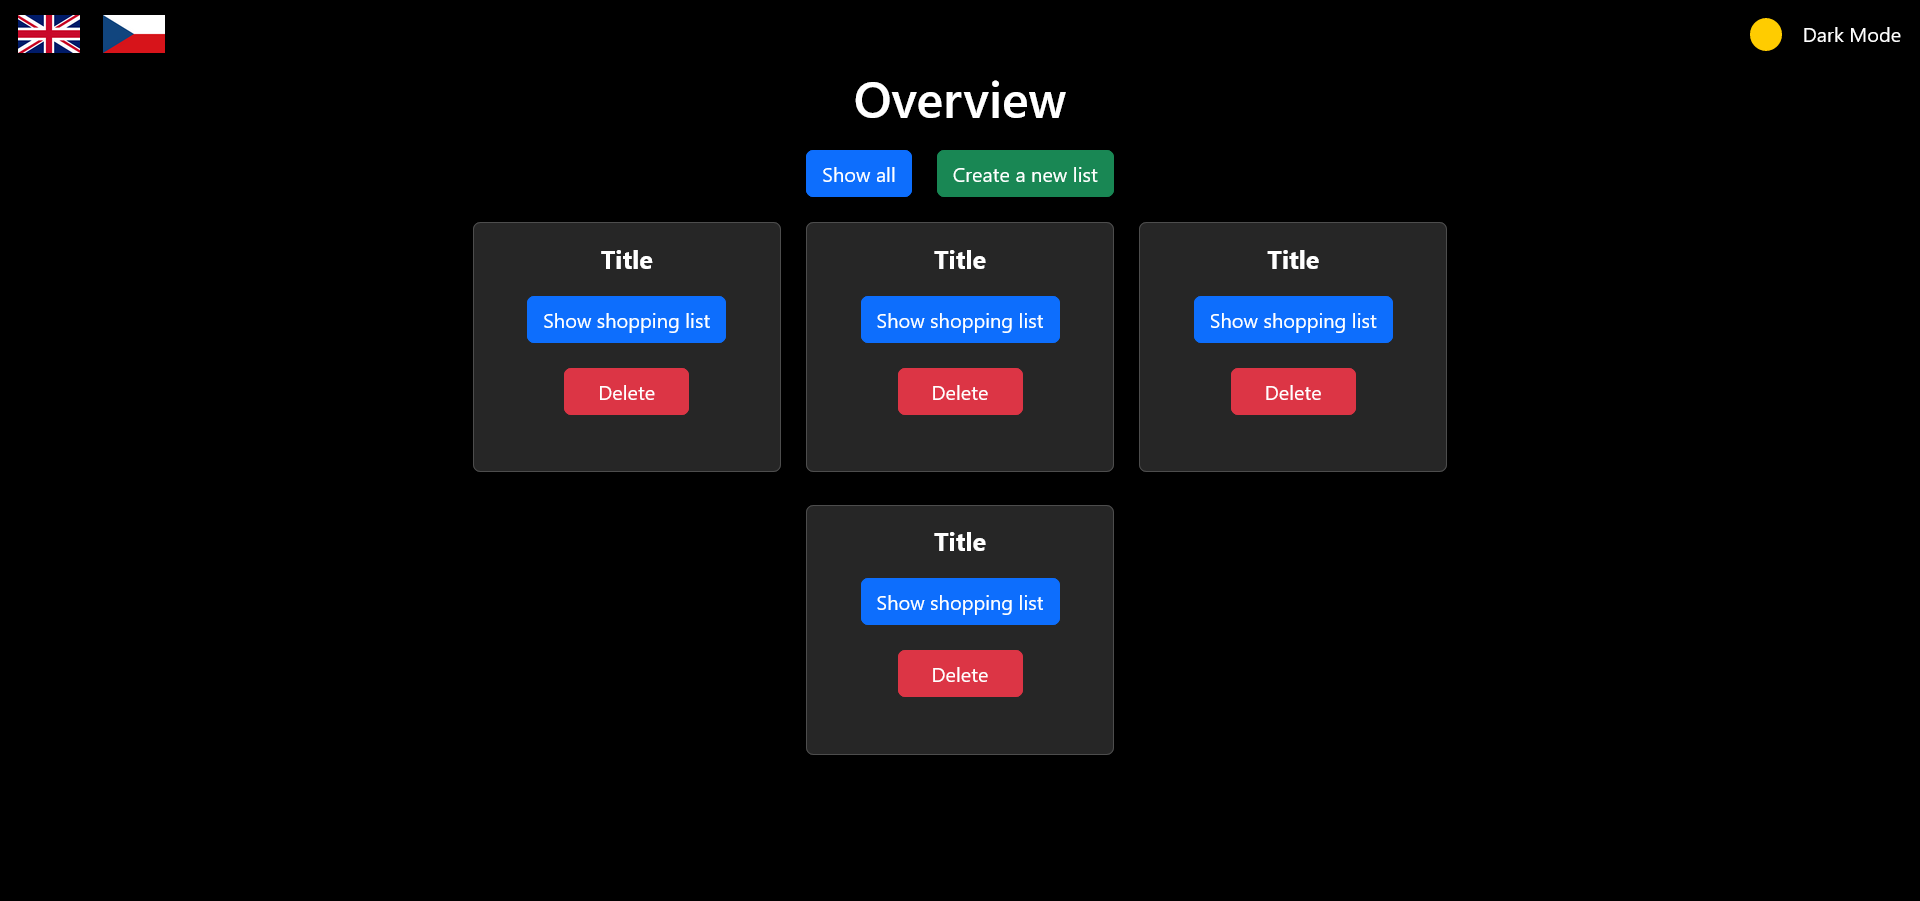 Dark Mode
Overview
Show all
Create a new list
Title
Show shopping list
Delete
Title
Show shopping list
Delete
Title
Show shopping list
Delete
Title
Show shopping list
Delete